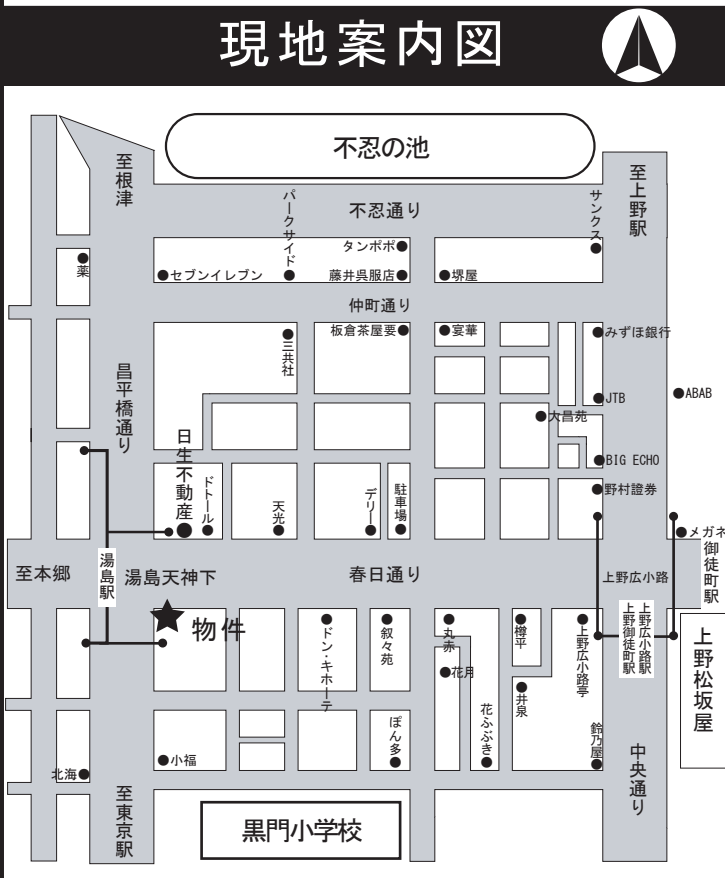 現地案内図
不忍の池
至根津
至上野駅
パークサイド
サンクス
不忍通り
タンポポ
薬
セブンイレブン
藤井呉服店
堺屋
仲町通り
三共社
板倉茶屋要
宴華
みずほ銀行
昌平橋通り
JTB
ABAB
大昌苑
日生不動産
BIG ECHO
ドトール
天光
デリー
駐車場
野村證券
メガネ
御徒町駅
至本郷
湯島駅
湯島天神下
春日通り
上野広小路
物件
ドン・キホーテ
叙々苑
丸赤
樽平
上野広小路亭
上野御徒町駅
上野広小路駅
上野松坂屋
花月
井泉
花ふぶき
ぽん多
鈴乃屋
小福
北海
中央通り
至東京駅
黒門小学校